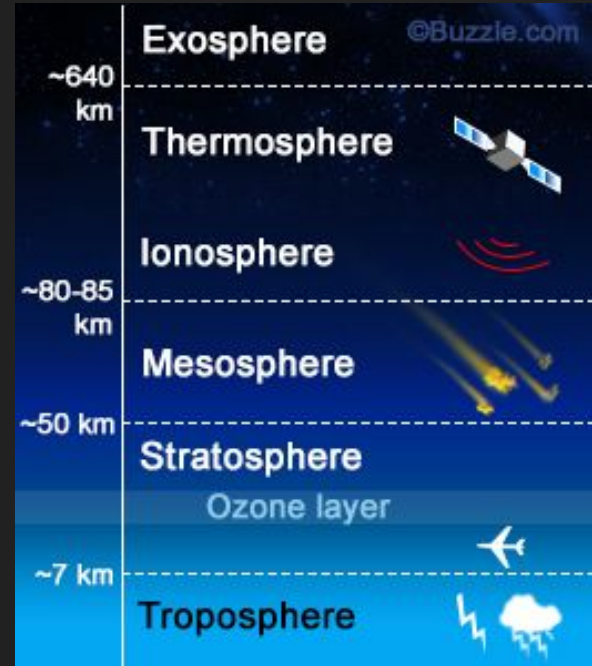 Exosphere ©Buzzle.com
~640
km
Thermosphere
Ionosphere
~80-85
km
Mesosphere
~50 km
Stratosphere
Ozone layer
~7 km
Troposphere